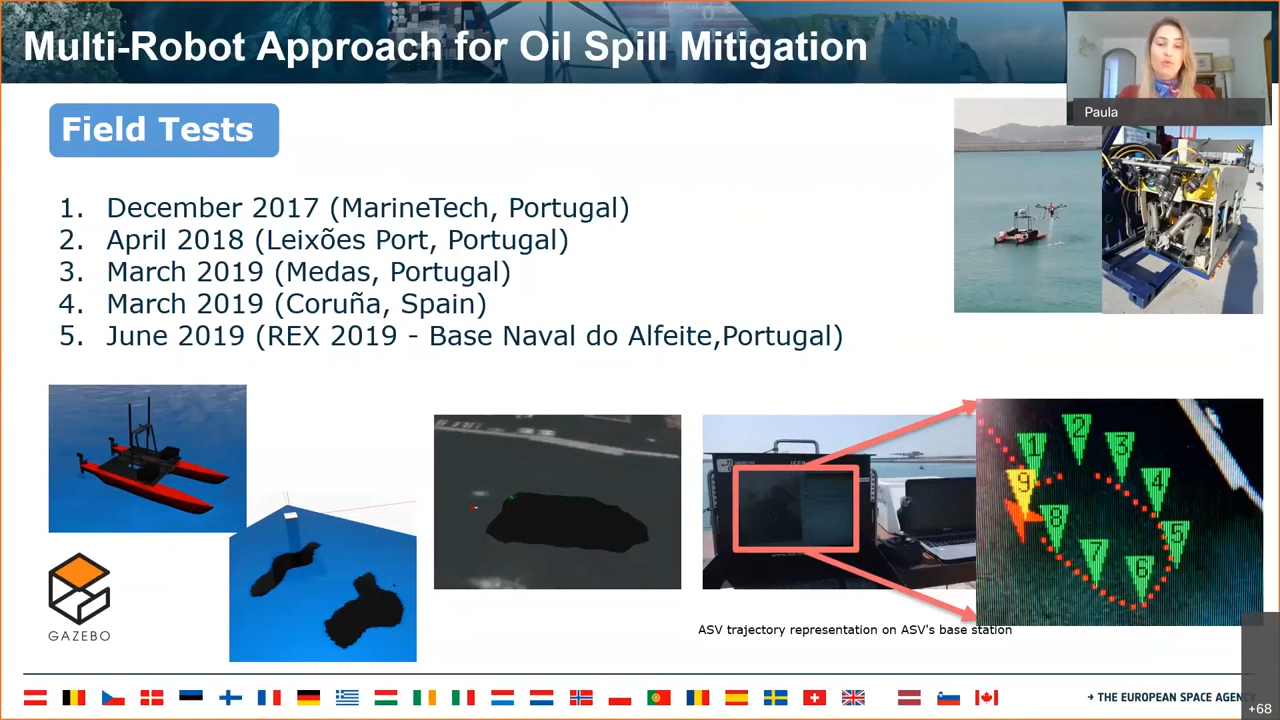 Multi-Robot Approach for Oil Spill Mitigation
Paula
Field Tests
1. December 2017 (MarineTech, Portugal)
2. April 2018 (Leixões Port, Portugal)
3. March 2019 (Medas, Portugal)
4. March 2019 (Coruña, Spain)
5. June 2019 (REX 2019 - Base Naval do Alfeite,Portugal)
1
2
3
4
5
6
7
8
9
GAZEBO
ASV trajectory representation on ASV's base station
→ THE EUROPEAN SPACE AGENCY
+68